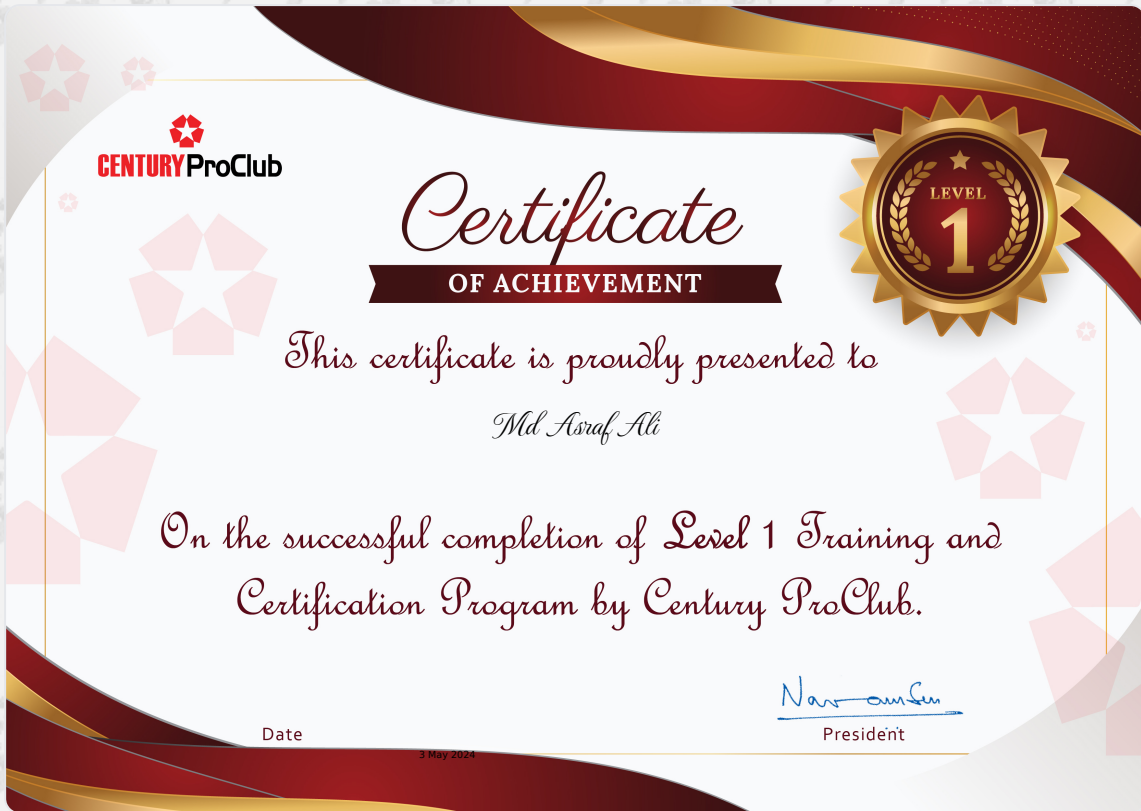 CENTURY ProClub
LEVEL
1
Certificate
OF ACHIEVEMENT
This certificate is proudly presented to
Md Asraf Ali
On the successful completion of Level 1 Training and
Certification Program by Century ProClub.
Date
President
3 May 2024